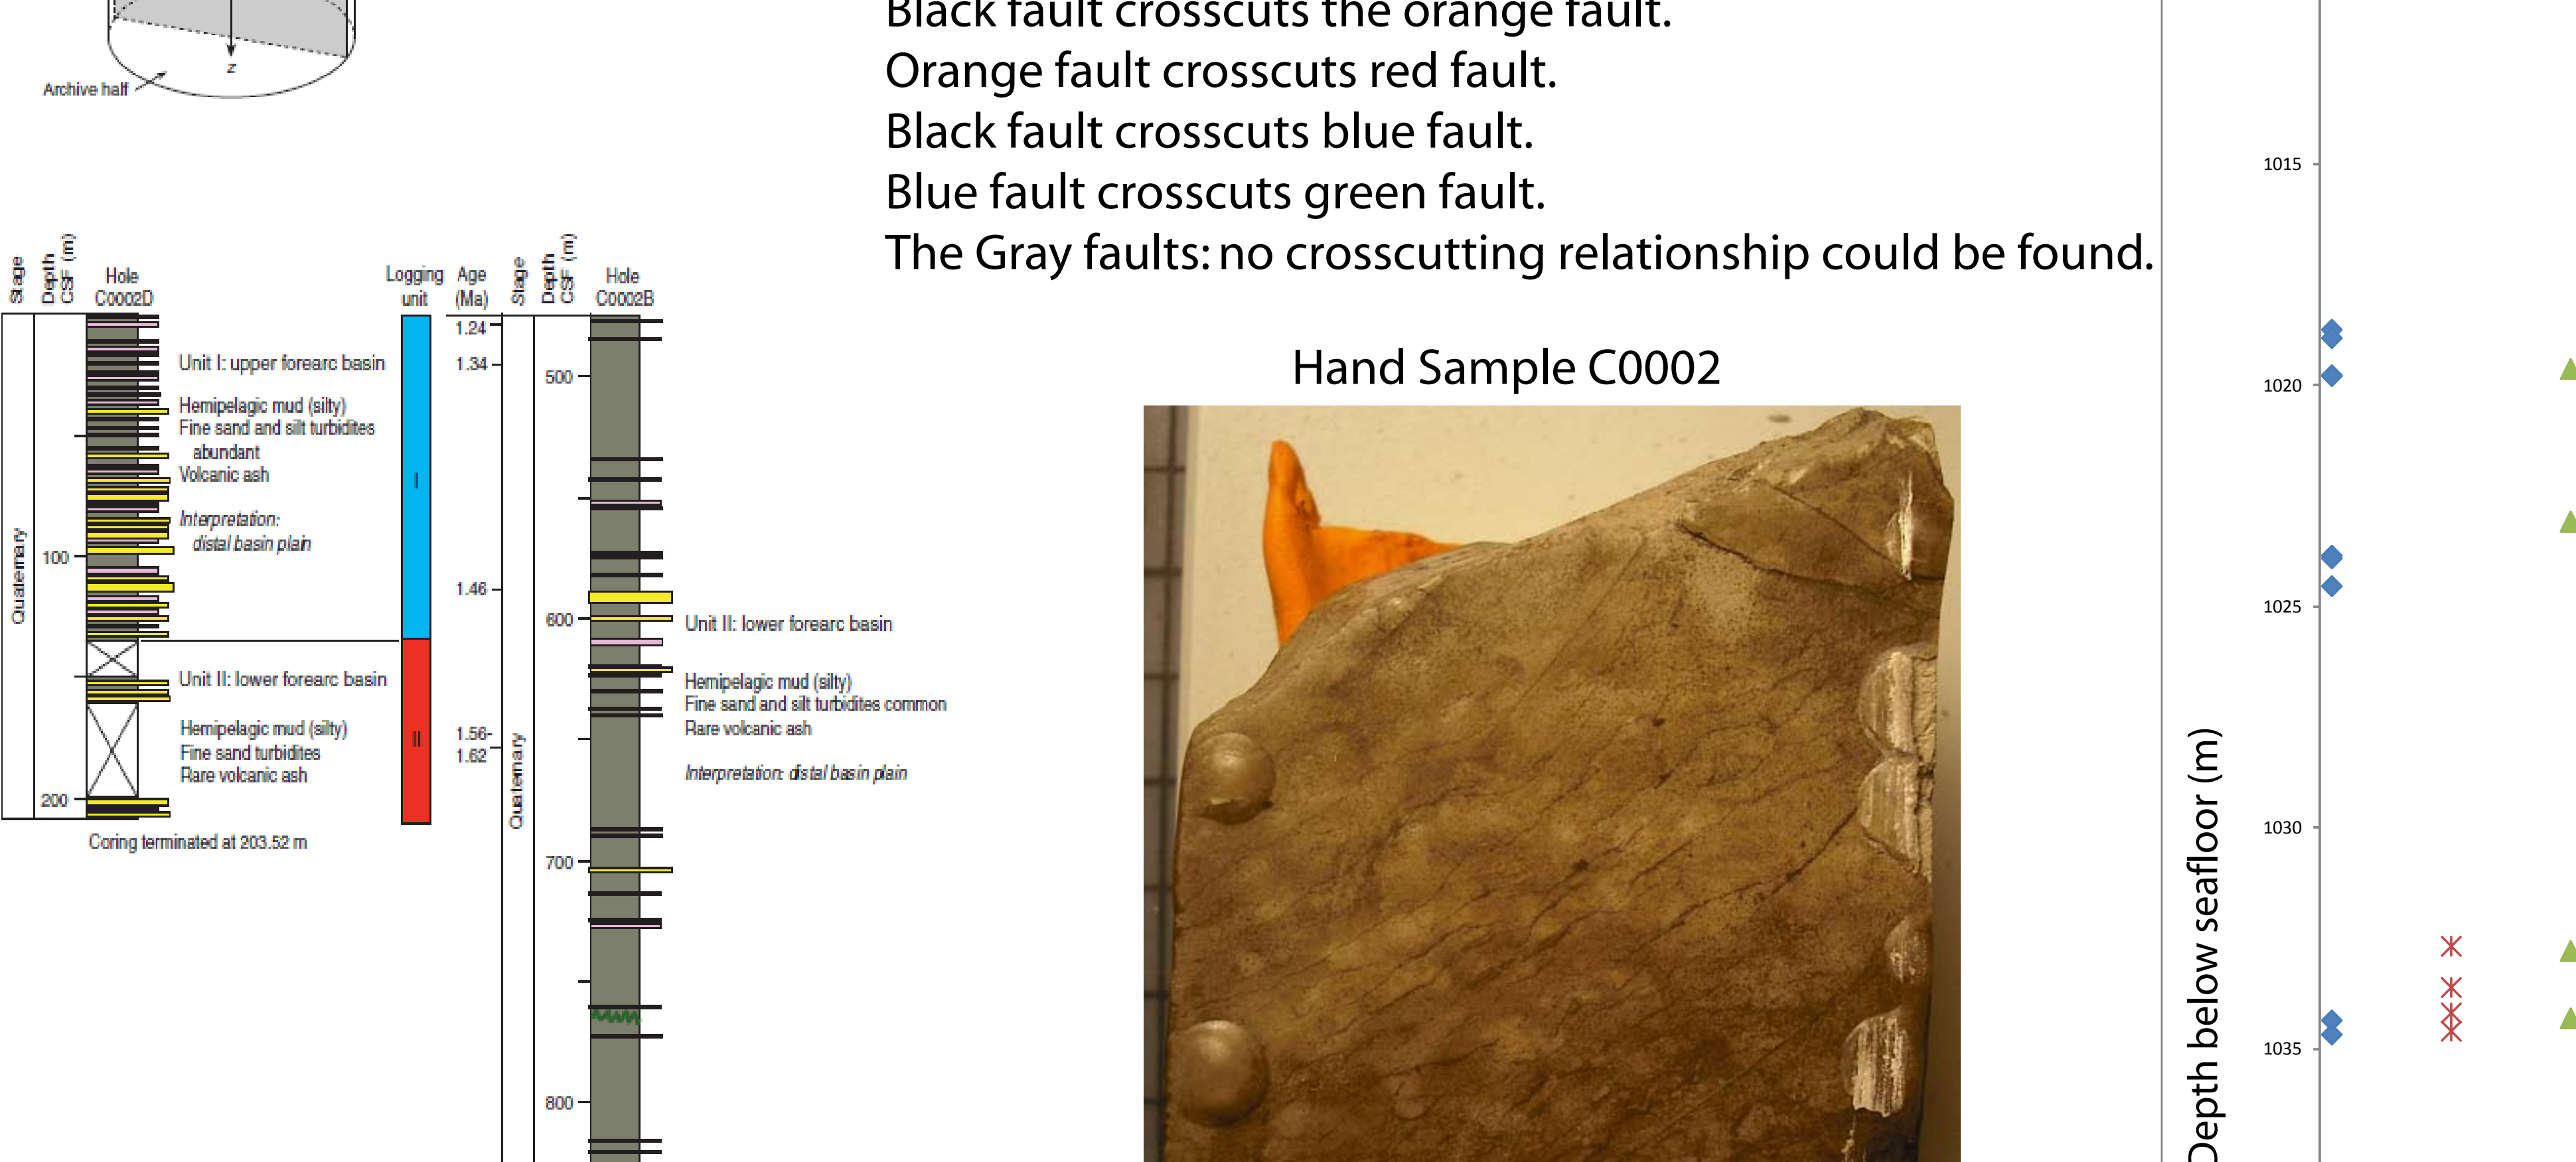 Black fault crosscuts the orange fault.
Orange fault crosscuts red fault.
Black fault crosscuts blue fault.
Blue fault crosscuts green fault.
The Gray faults: no crosscutting relationship could be found.
z
Archive half
Stage
Depth CSF (m)
Hole
C0002D
Quaternary
100
200
Unit I: upper forearc basin
Hemipelagic mud (silty)
Fine sand and silt turbidites
abundant
Volcanic ash
Interpretation:
distal basin plain
Unit II: lower forearc basin
Hemipelagic mud (silty)
Fine sand turbidites
Rare volcanic ash
Coring terminated at 203.52 m
Logging
unit
I
II
Age
(Ma)
1.24
1.34
1.46
1.56-
1.62
Stage
Depth CSF (m)
Hole
C0002B
Quaternary
500
600
700
800
Unit II: lower forearc basin
Hemipelagic mud (silty)
Fine sand and silt turbidites common
Rare volcanic ash
Interpretation: distal basin plain
Hand Sample C0002
Depth below seafloor (m)
1015
1020
1025
1030
1035